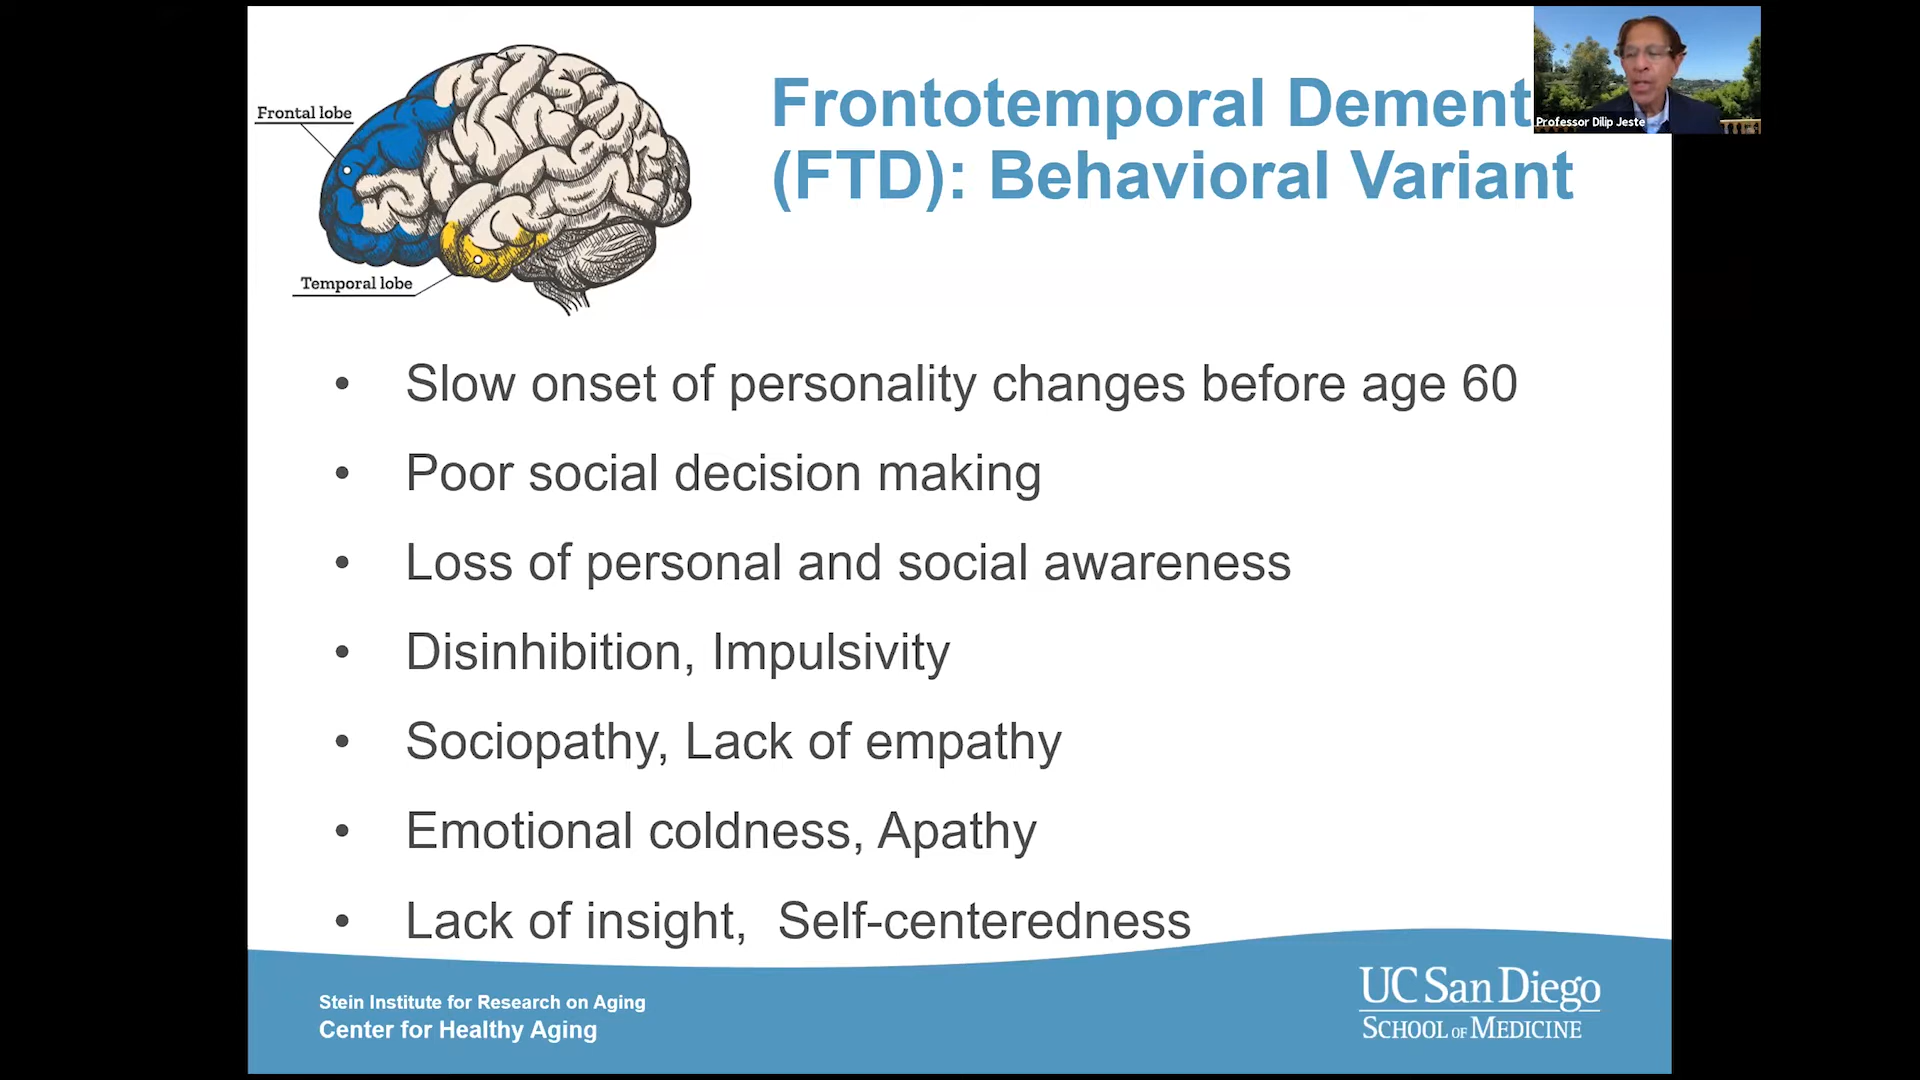 Frontal lobe
Temporal lobe
Frontotemporal Dement
(FTD): Behavioral Variant
Professor Dilip Jeste
• Slow onset of personality changes before age 60
• Poor social decision making
• Loss of personal and social awareness
• Disinhibition, Impulsivity
• Sociopathy, Lack of empathy
• Emotional coldness, Apathy
• Lack of insight, Self-centeredness
Stein Institute for Research on Aging
Center for Healthy Aging
UC San Diego
SCHOOL OF MEDICINE